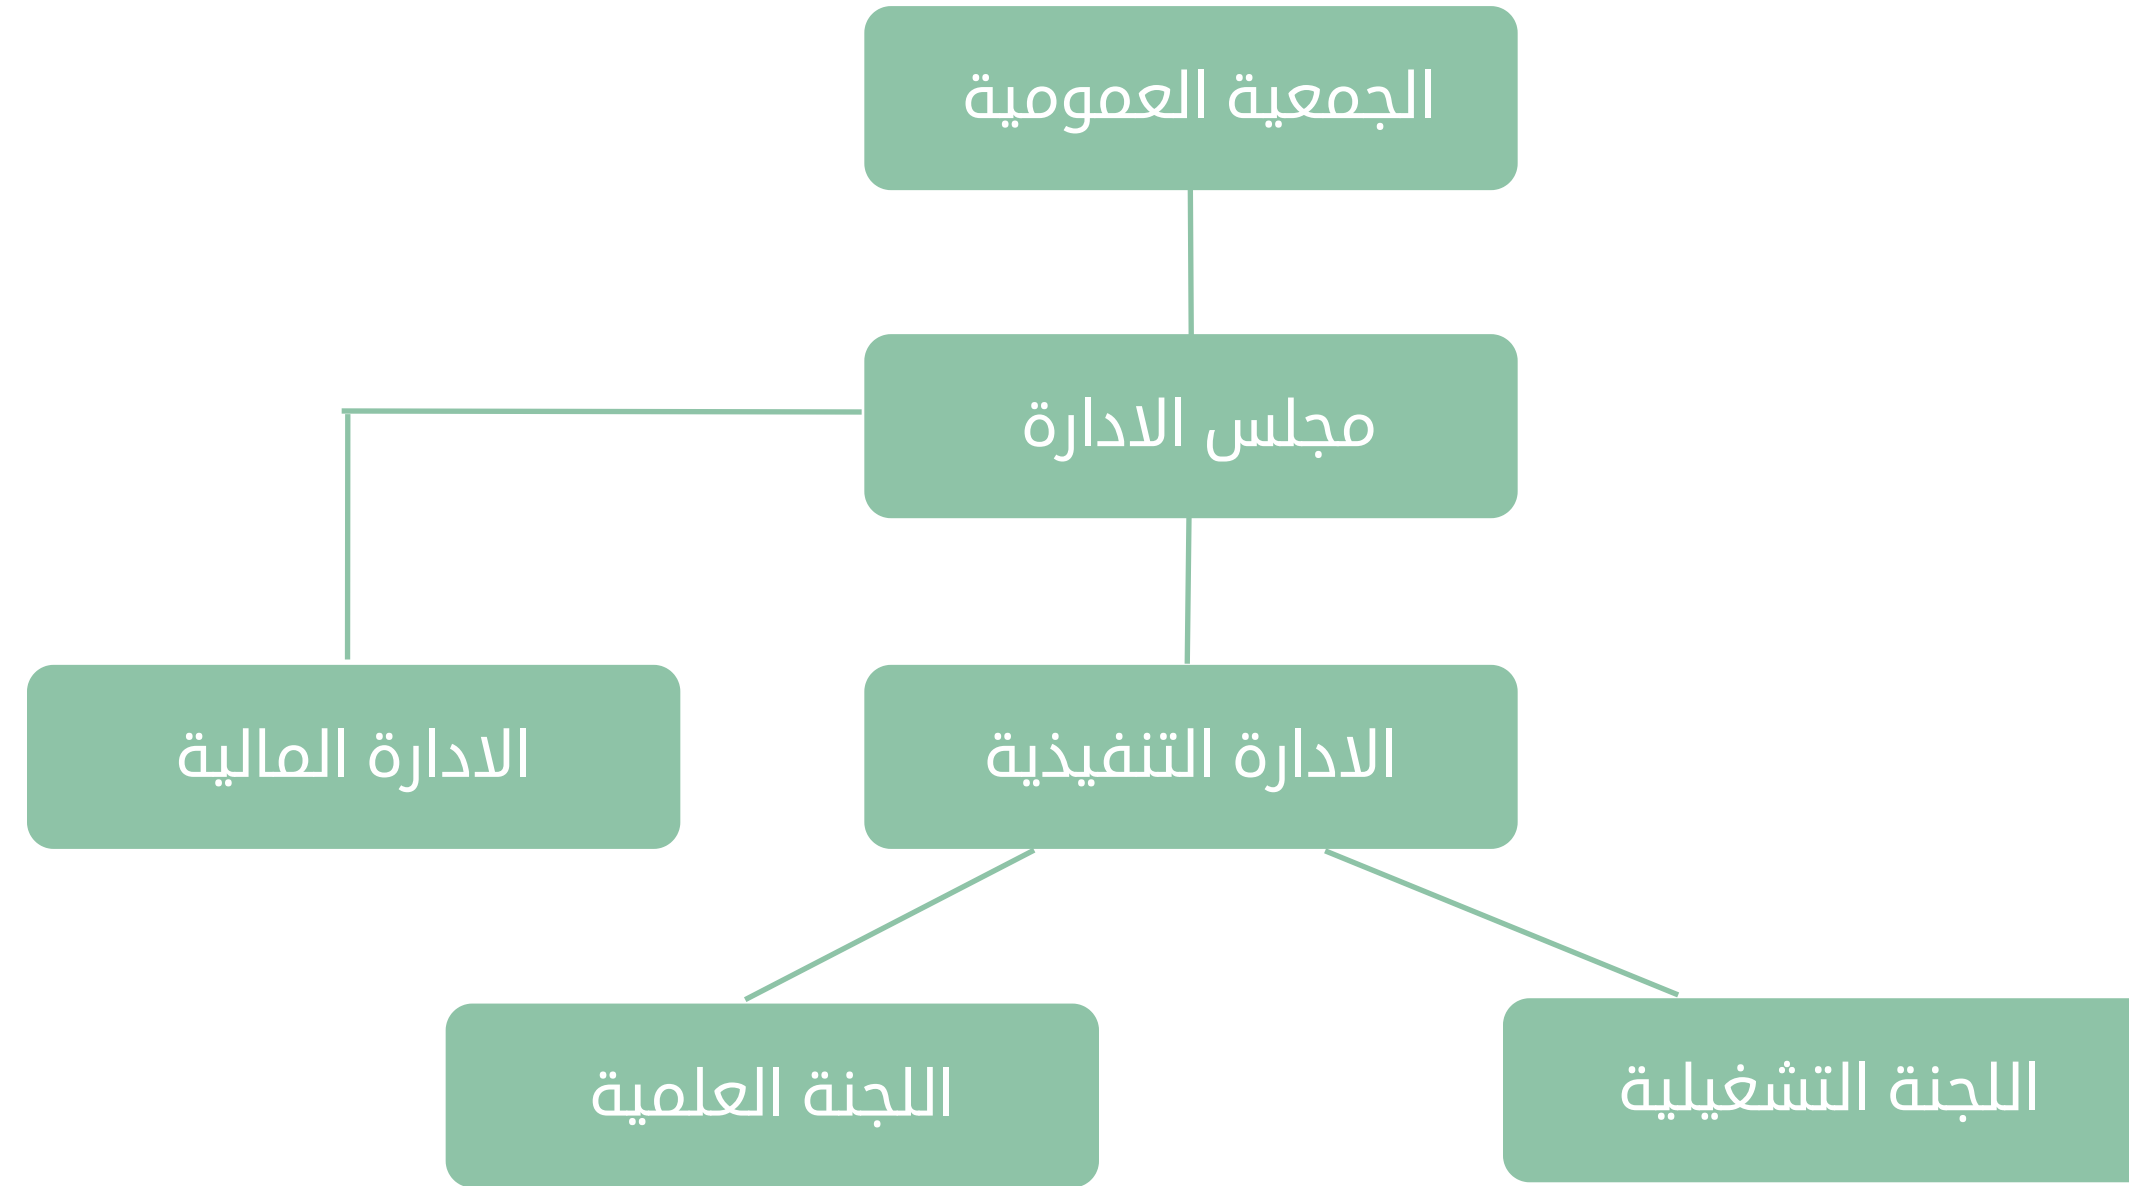 الجمعية العمومية
مجلس الادارة
الادارة التنفيذية
الادارة المالية
اللجنة التشغيلية
اللجنة العلمية